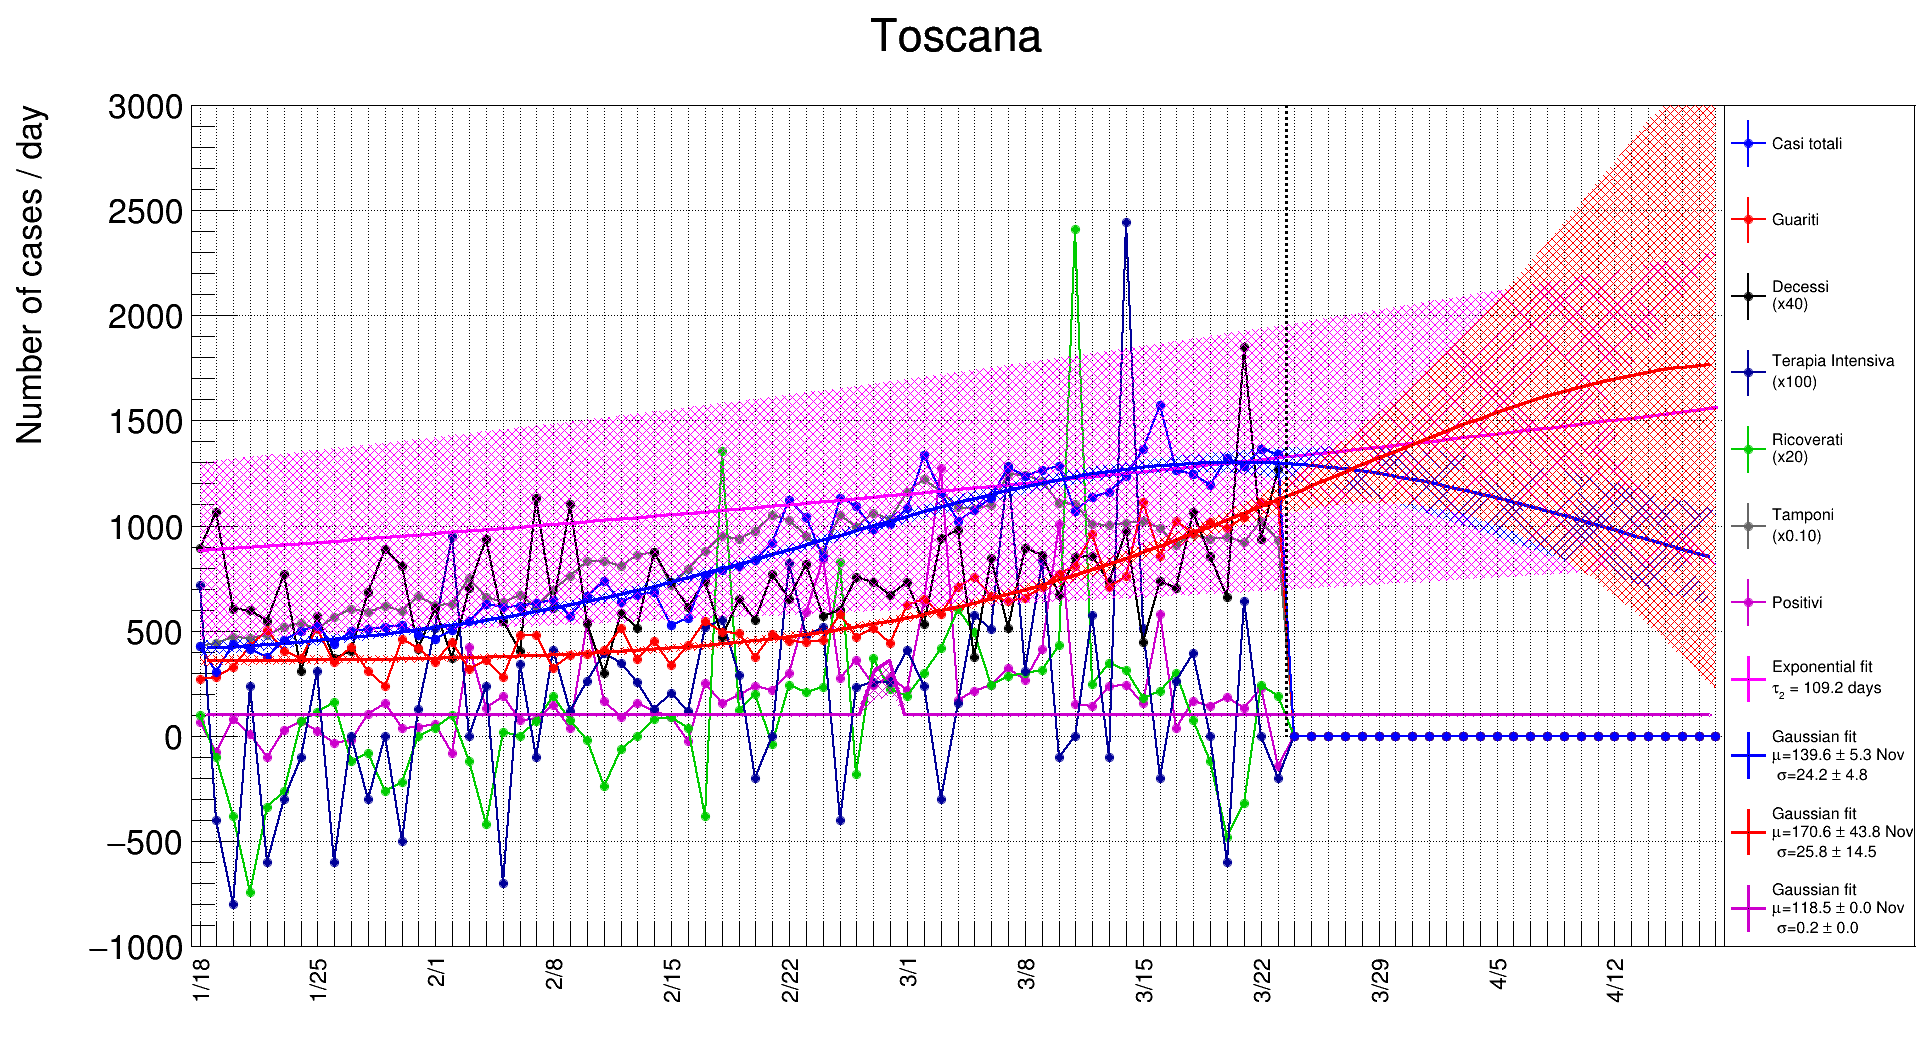 Toscana
Number of cases / day
3000
2500
2000
1500
1000
500
0
−500
−1000
1/18
1/25
2/1
2/8
2/15
2/22
3/1
3/8
3/15
3/22
3/29
4/5
4/12
Casi totali
Guariti
Decessi
(x40)
Terapia Intensiva
(x100)
Ricoverati
(x20)
Tamponi
(x0.10)
Positivi
Exponential fit
τ2 = 109.2 days
Gaussian fit
μ=139.6 ± 5.3 Nov
σ=24.2 ± 4.8
Gaussian fit
μ=170.6 ± 43.8 Nov
σ=25.8 ± 14.5
Gaussian fit
μ=118.5 ± 0.0 Nov
σ=0.2 ± 0.0